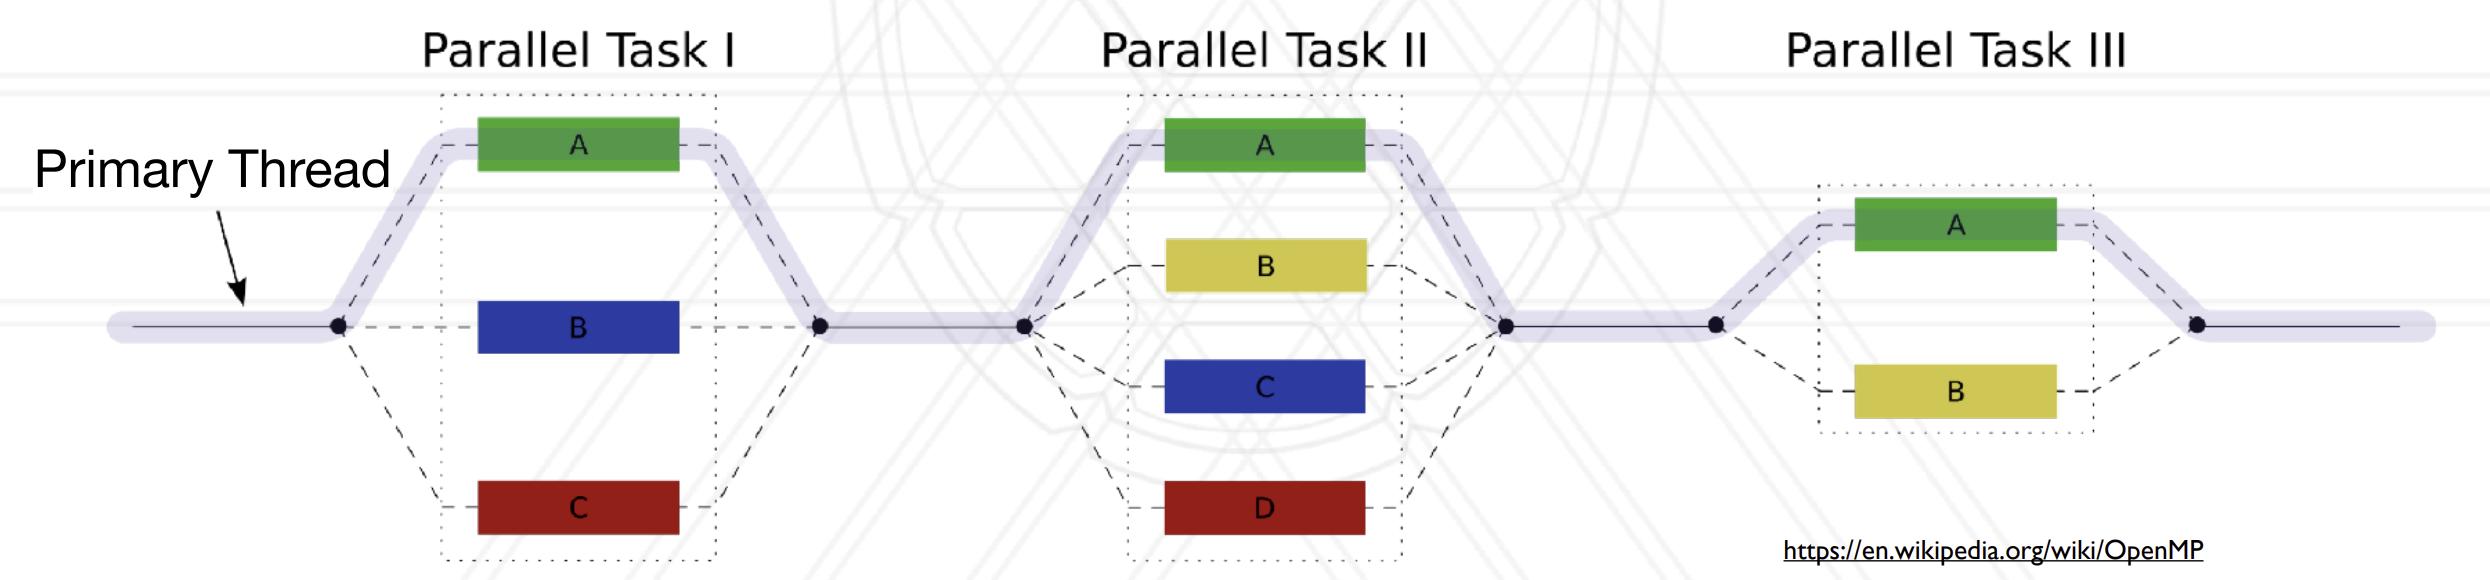 Parallel Task I
Parallel Task II
Parallel Task III
Primary Thread
A
A
A
B
B
B
C
C
D
https://en.wikipedia.org/wiki/OpenMP